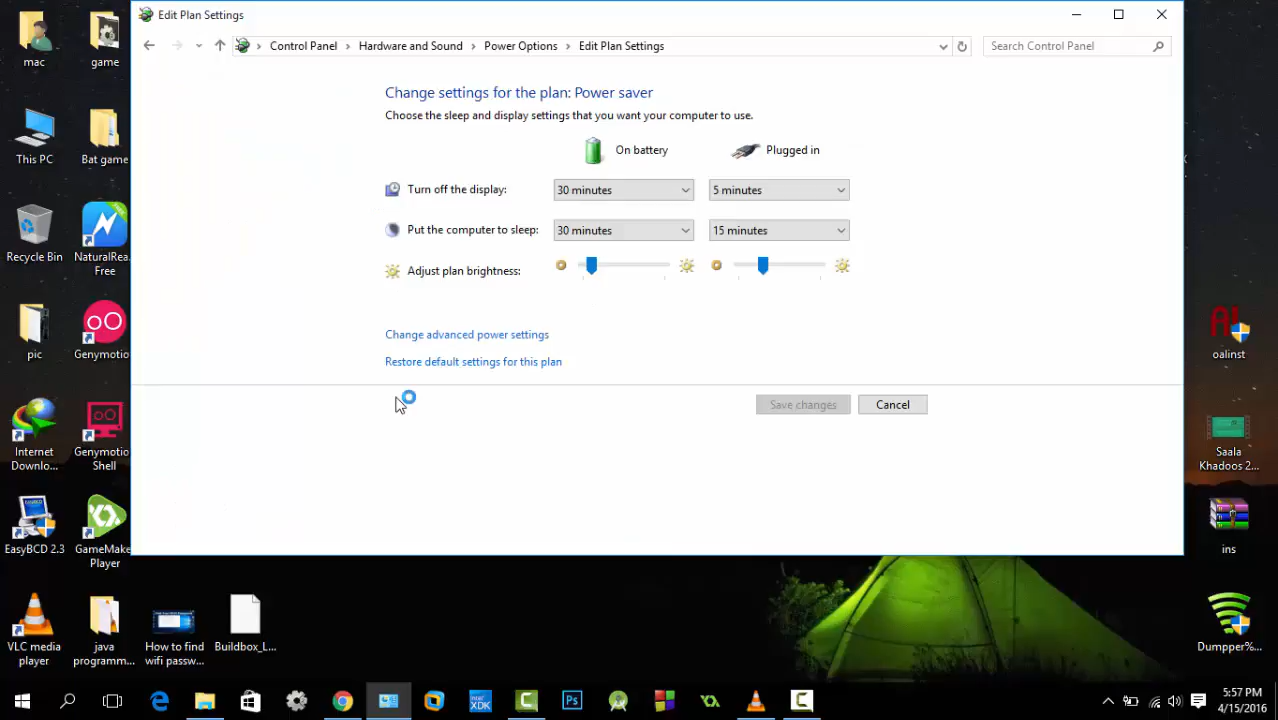 Edit Plan Settings
Control Panel
Hardware and Sound
Power Options
Edit Plan Settings
Search Control Panel
Change settings for the plan: Power saver
Choose the sleep and display settings that you want your computer to use.
On battery
Plugged in
Turn off the display:
30 minutes
5 minutes
Put the computer to sleep:
30 minutes
15 minutes
Adjust plan brightness:
Change advanced power settings
Restore default settings for this plan
Save changes
Cancel
mac
game
This PC
Bat game
Recycle Bin
NaturalRea...
Free
pic
Genymotio
Internet
Downlo...
Genymotio
Shell
EasyBCD 2.3
GameMake
Player
VLC media
player
java
programm...
How to find
wifi passw...
Buildbox_L...
oalinst
Saala
Khadoos 2...
ins
Dumpper%...
XDK
Ps
5:57 PM
4/15/2016